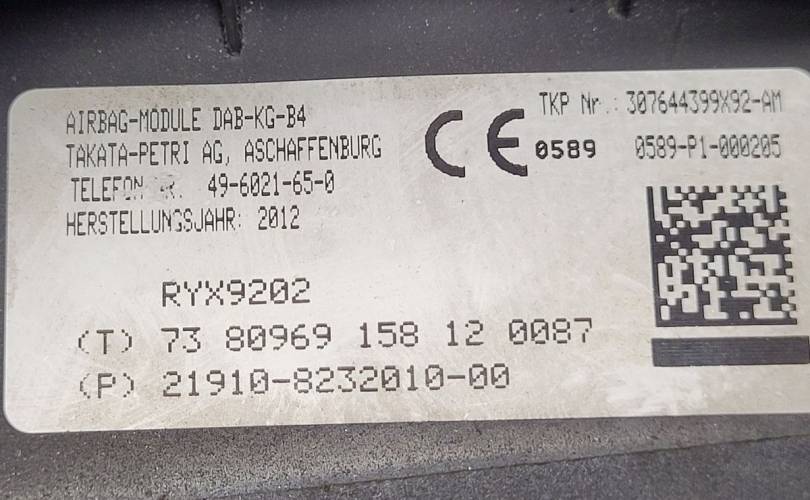 AIRBAG-MODULE DAB-KG-B4
TAKATA-PETRI AG, ASCHAFFENBURG
49-6021-65-0
HERSTELLUNGSJAHR: 2012
CE 0589
TKP Nr.: 307644399X92-AM
0589-P1-000205
RYX9202
(T) 73 80969 158 12 0087
(P) 21910-8232010-00